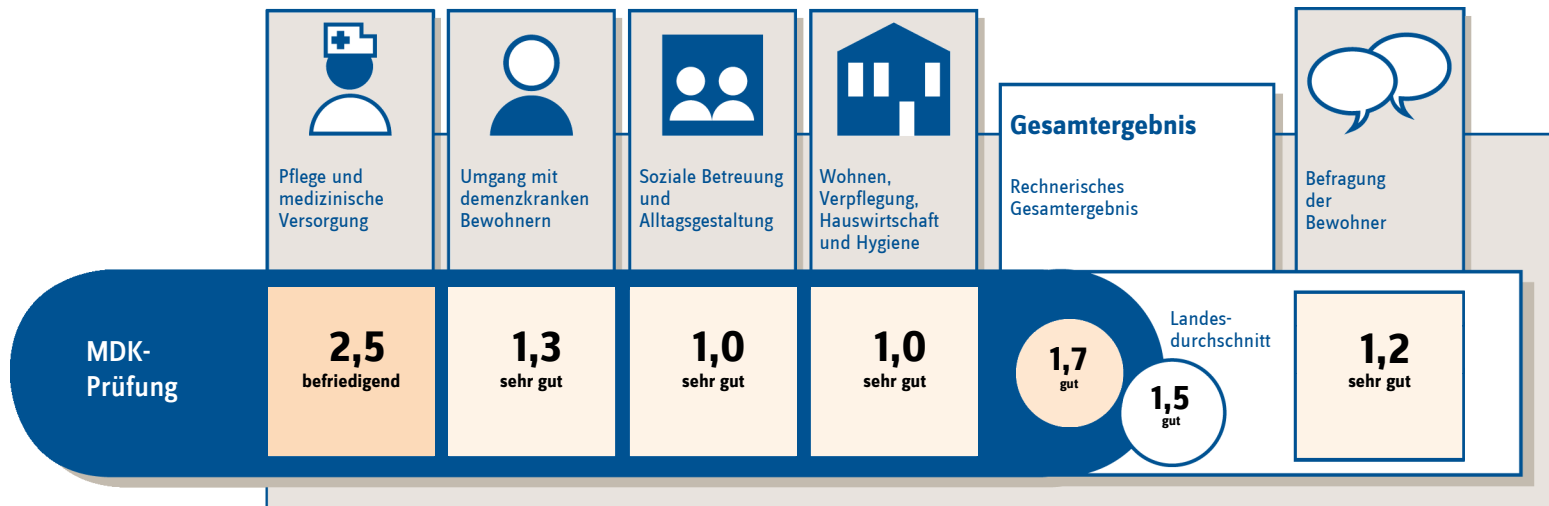 Pflege und
medizinische
Versorgung
Umgang mit
demenzkranken
Bewohnern
Soziale Betreuung
und
Alltagsgestaltung
Wohnen,
Verpflegung,
Hauswirtschaft
und Hygiene
Gesamtergebnis
Rechnerisches
Gesamtergebnis
Befragung
der
Bewohner
MDK-
Prüfung
2,5
befriedigend
1,3
sehr gut
1,0
sehr gut
1,0
sehr gut
1,7
gut
Landes-
durchschnitt
1,5
gut
1,2
sehr gut